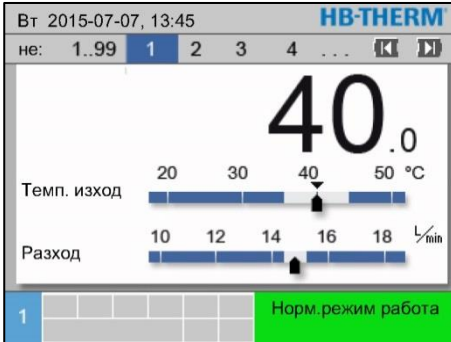 Вт 2015-07-07, 13:45 HB-THERM®
не: 1..99 1 2 3 4 ...
40.0
20 30 40 50 °C
Темп. изход
10 12 14 16 18 L/min
Разход
1 Норм.режим работа